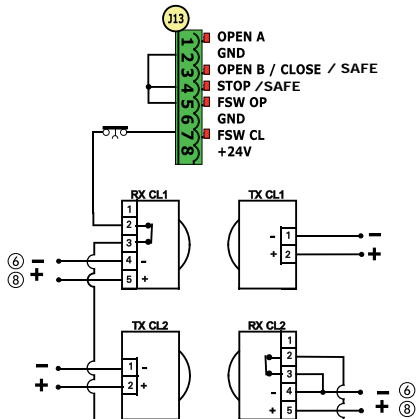 J13
1 OPEN A
2 GND
3 OPEN B / CLOSE / SAFE
4 STOP / SAFE
5 FSW OP
6 GND
7 FSW CL
8 +24V
RX CL1
1
2
3
4 -
5 +
6 -
8 +
TX CL1
- 1 -
+ 2 +
TX CL2
- 1 -
+ 2 +
RX CL2
1
2
3
- 4 - 6
+ 5 + 8